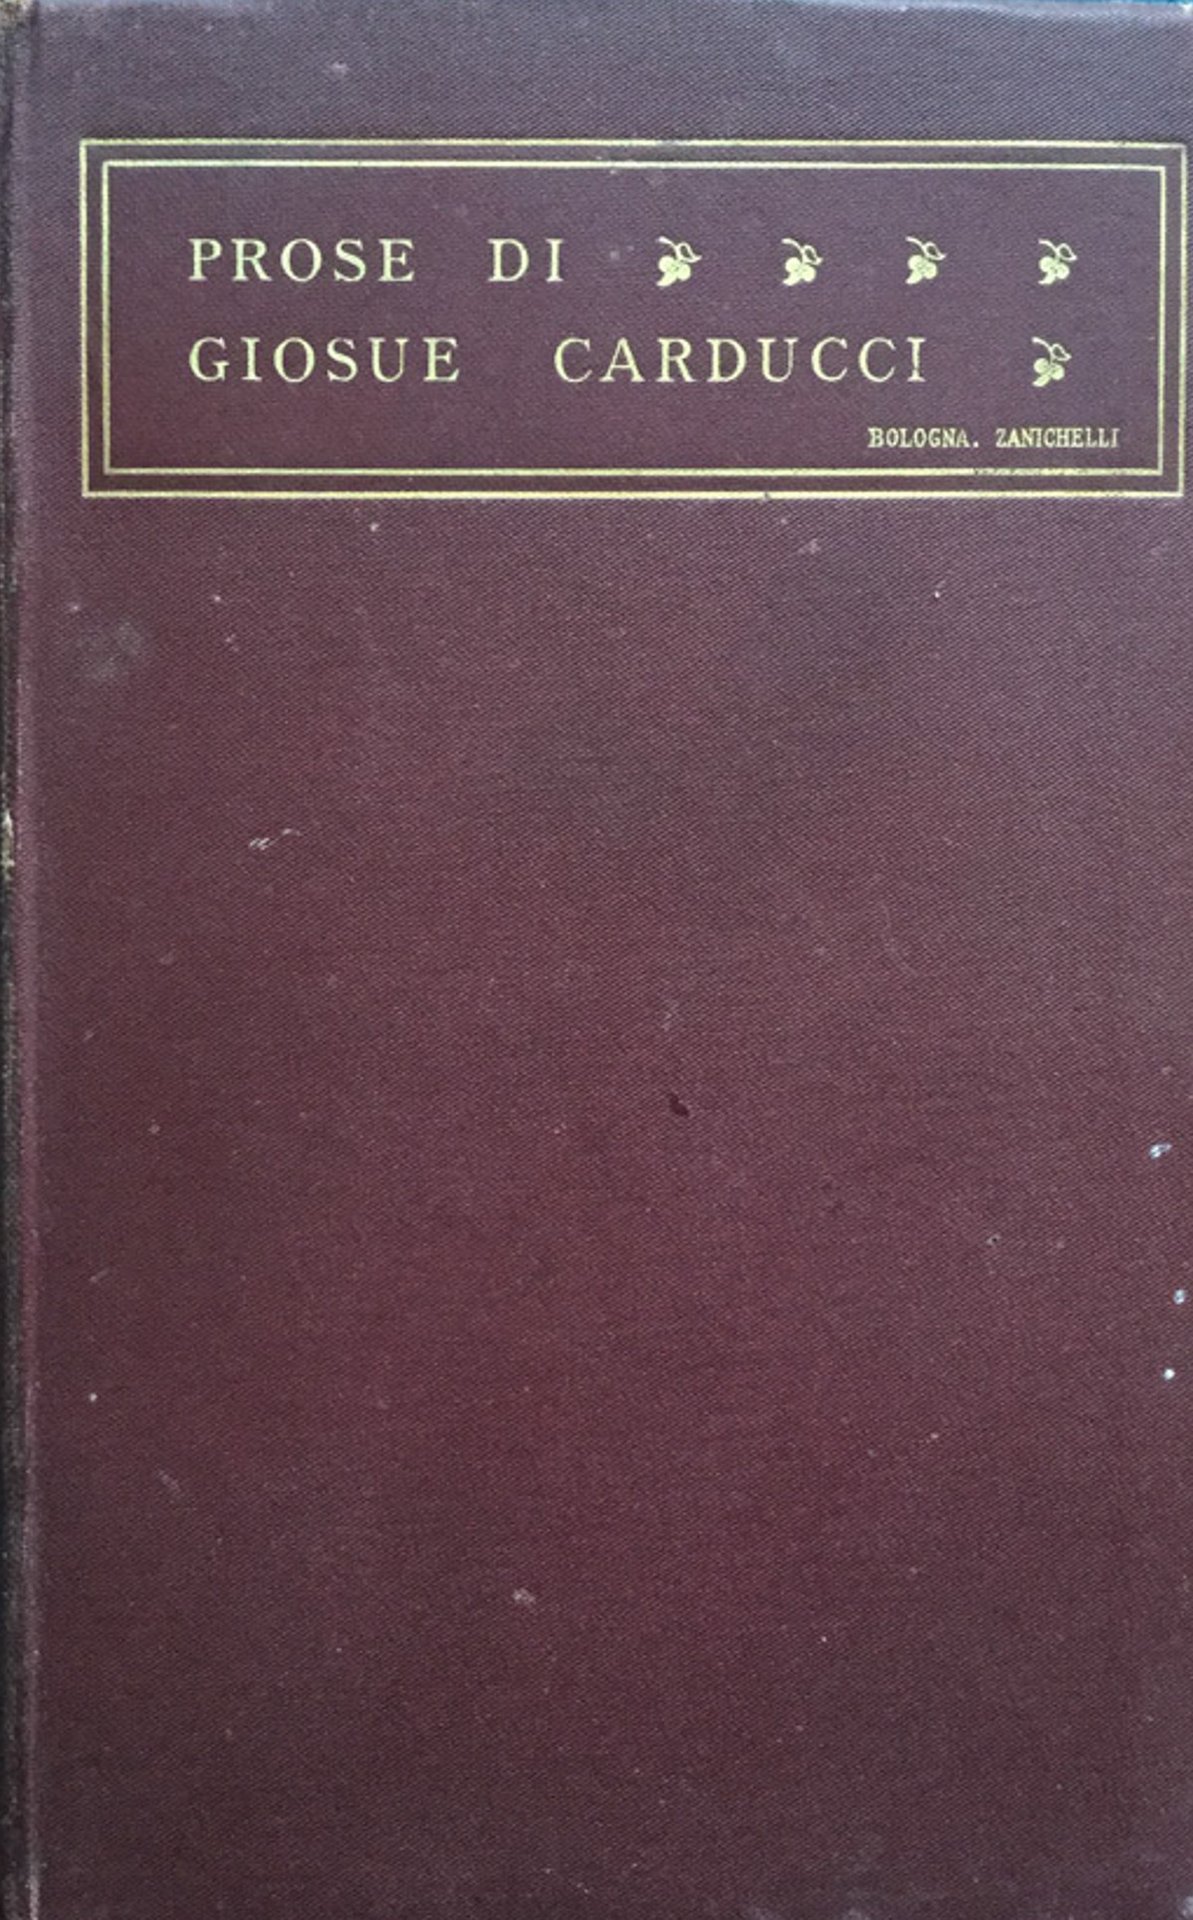 PROSE DI
GIOSUE CARDUCCI
BOLOGNA. ZANICHELLI